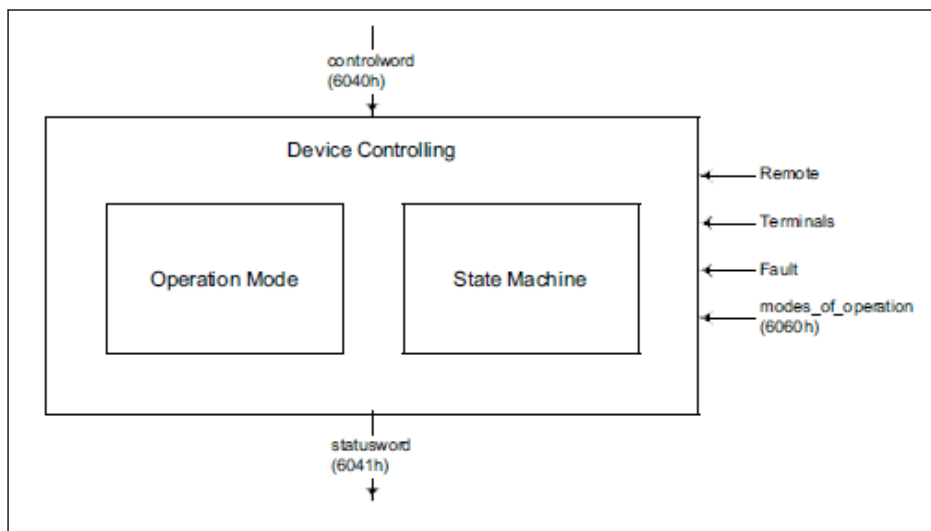 controlword
(6040h)
Device Controlling
Remote
Terminals
Operation Mode
State Machine
Fault
modes_of_operation
(6060h)
statusword
(6041h)